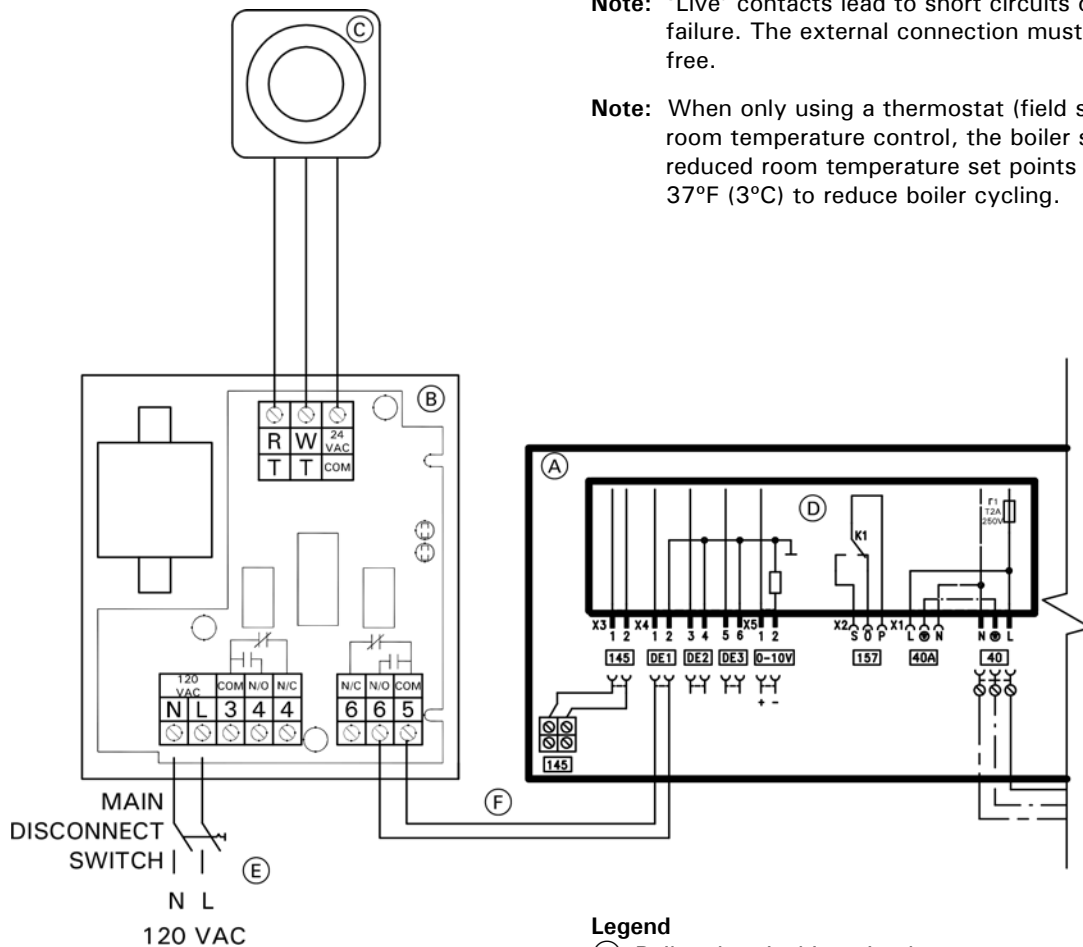 Note: "Live" contacts lead to short circuits
failure. The external connection must
free.
Note: When only using a thermostat (field
room temperature control, the boiler
reduced room temperature set points
37°F (3°C) to reduce boiler cycling.
C
B
R W 24 VAC
T T COM
120 VAC COM N/O N/C
N L 3 4 4
N/C N/O COM
6 6 5
MAIN
DISCONNECT
SWITCH
E
N L
120 VAC
F
A
D
K1
T2A
250V
X3 X4 X5 X2 X1
1 2 1 2 3 4 5 6 1 2 S O P L N N L
145 DE1 DE2 DE3 0-10V 157 40A 40
+ -
145
Legend